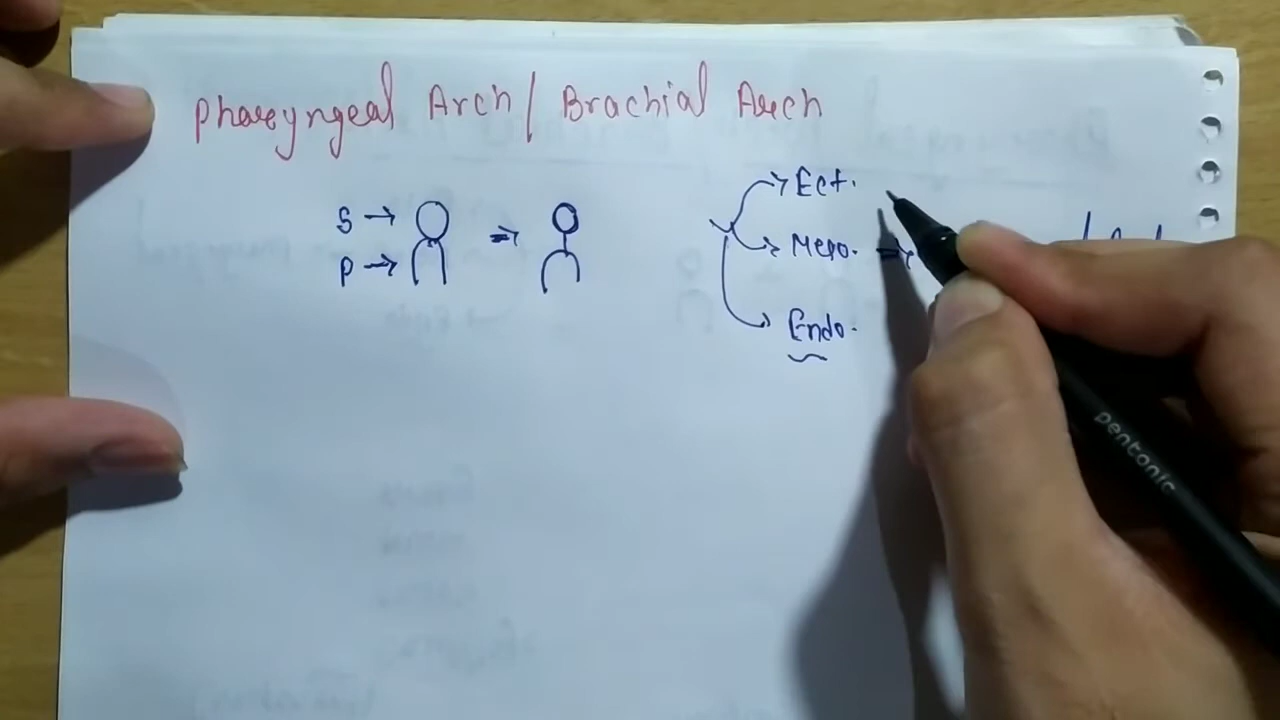 Pharyngeal Arch / Brachial Arch
S →
P →
⇒
→ Ect.
→ Meso. →
→ Endo.
pentonic